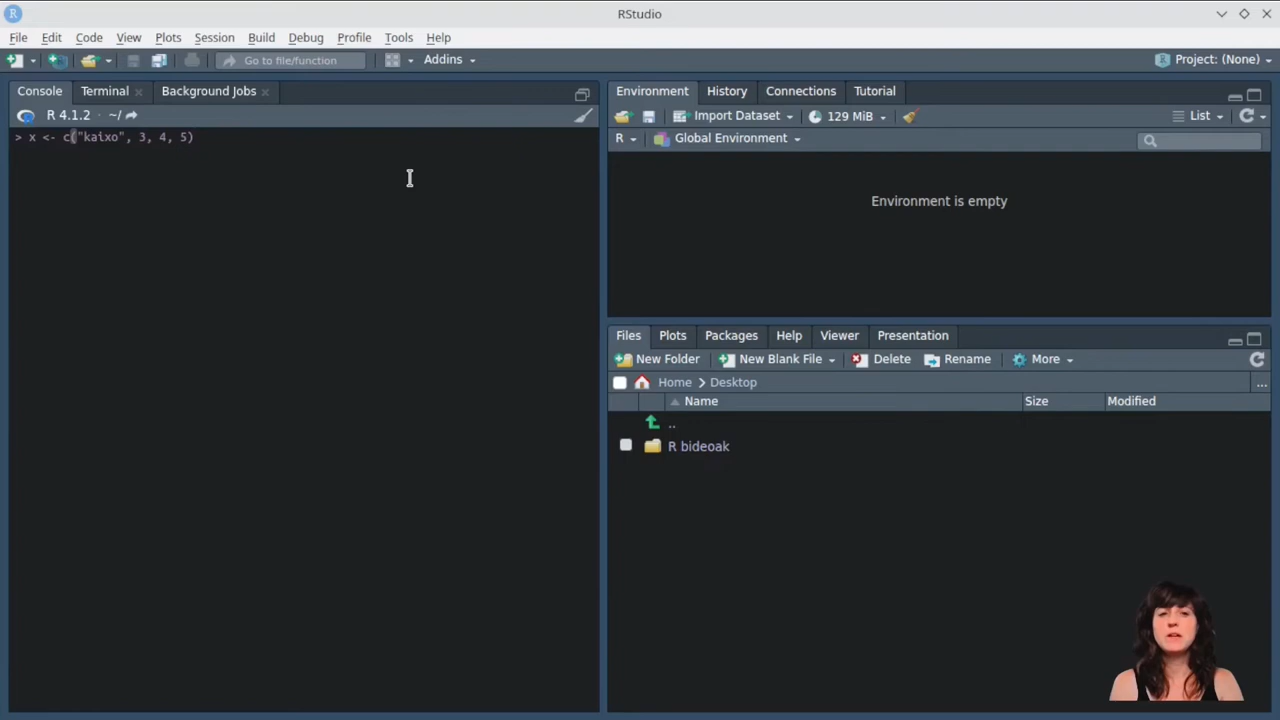 RStudio
File Edit Code View Plots Session Build Debug Profile Tools Help
Go to file/function Addins Project: (None)
Console Terminal Background Jobs
R 4.1.2 · ~/
> x <- c("kaixo", 3, 4, 5)
Environment History Connections Tutorial
Import Dataset 129 MiB List
R Global Environment
Environment is empty
Files Plots Packages Help Viewer Presentation
New Folder New Blank File Delete Rename More
Home Desktop ...
Name Size Modified
..
R bideoak